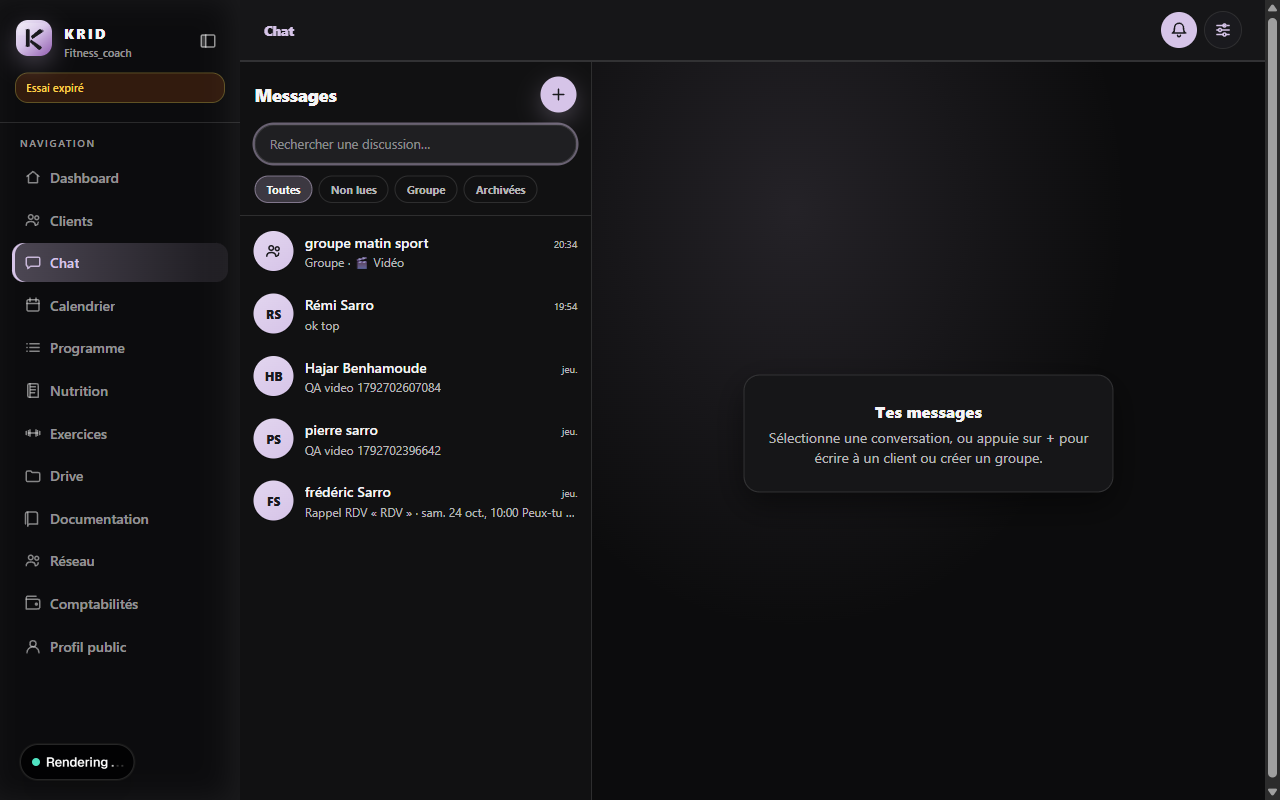 KRID
Fitness_coach
Essai expiré
NAVIGATION
Dashboard
Clients
Chat
Calendrier
Programme
Nutrition
Exercices
Drive
Documentation
Réseau
Comptabilités
Profil public
Rendering ...
Chat
Messages
Rechercher une discussion...
Toutes
Non lues
Groupe
Archivées
groupe matin sport 20:34
Groupe · 🎬 Vidéo
RS
Rémi Sarro 19:54
ok top
HB
Hajar Benhamoude jeu.
QA video 1792702607084
PS
pierre sarro jeu.
QA video 1792702396642
FS
frédéric Sarro jeu.
Rappel RDV « RDV » · sam. 24 oct., 10:00 Peux-tu ...
Tes messages
Sélectionne une conversation, ou appuie sur + pour
écrire à un client ou créer un groupe.